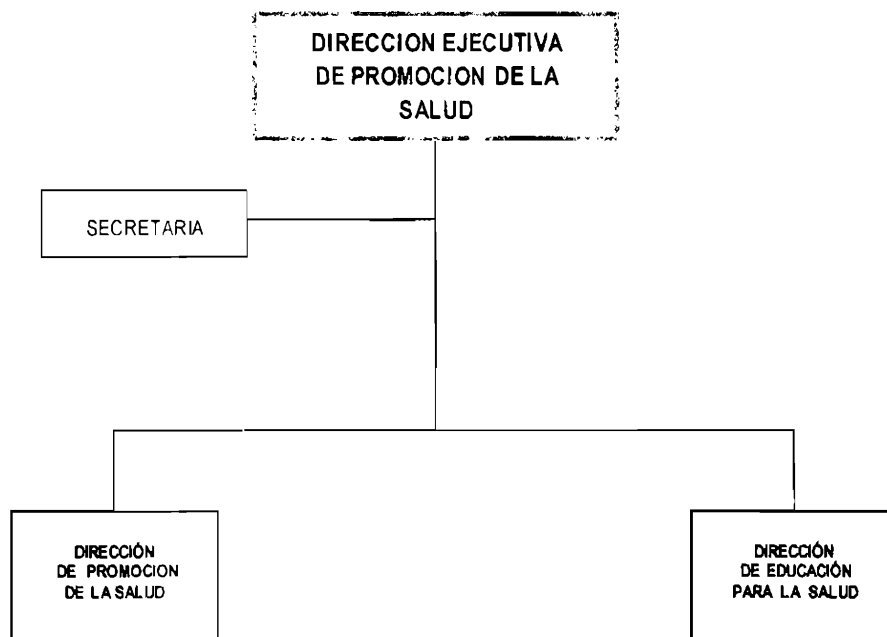 DIRECCION EJECUTIVA
DE PROMOCION DE LA
SALUD
SECRETARIA
DIRECCIÓN
DE PROMOCION
DE LA SALUD
DIRECCIÓN
DE EDUCACIÓN
PARA LA SALUD